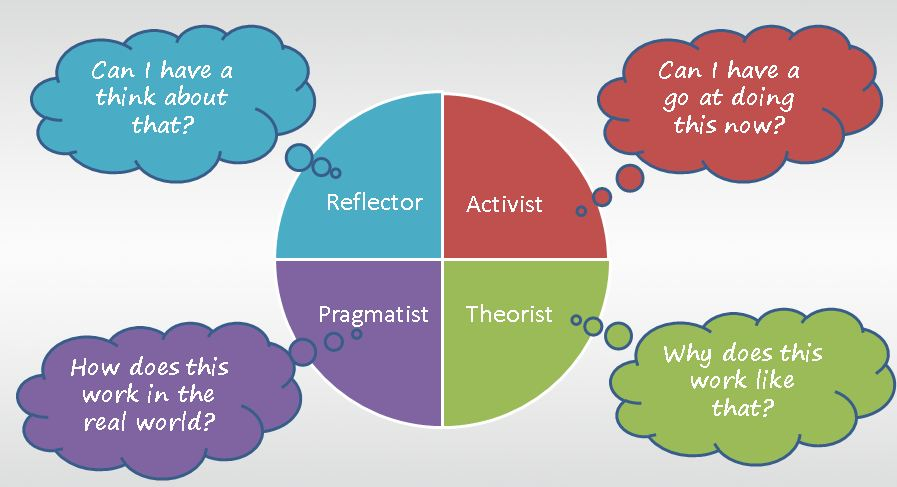 Can I have a
think about
that?
Can I have a
go at doing
this now?
Reflector
Activist
Pragmatist
Theorist
How does this
work in the
real world?
Why does this
work like
that?